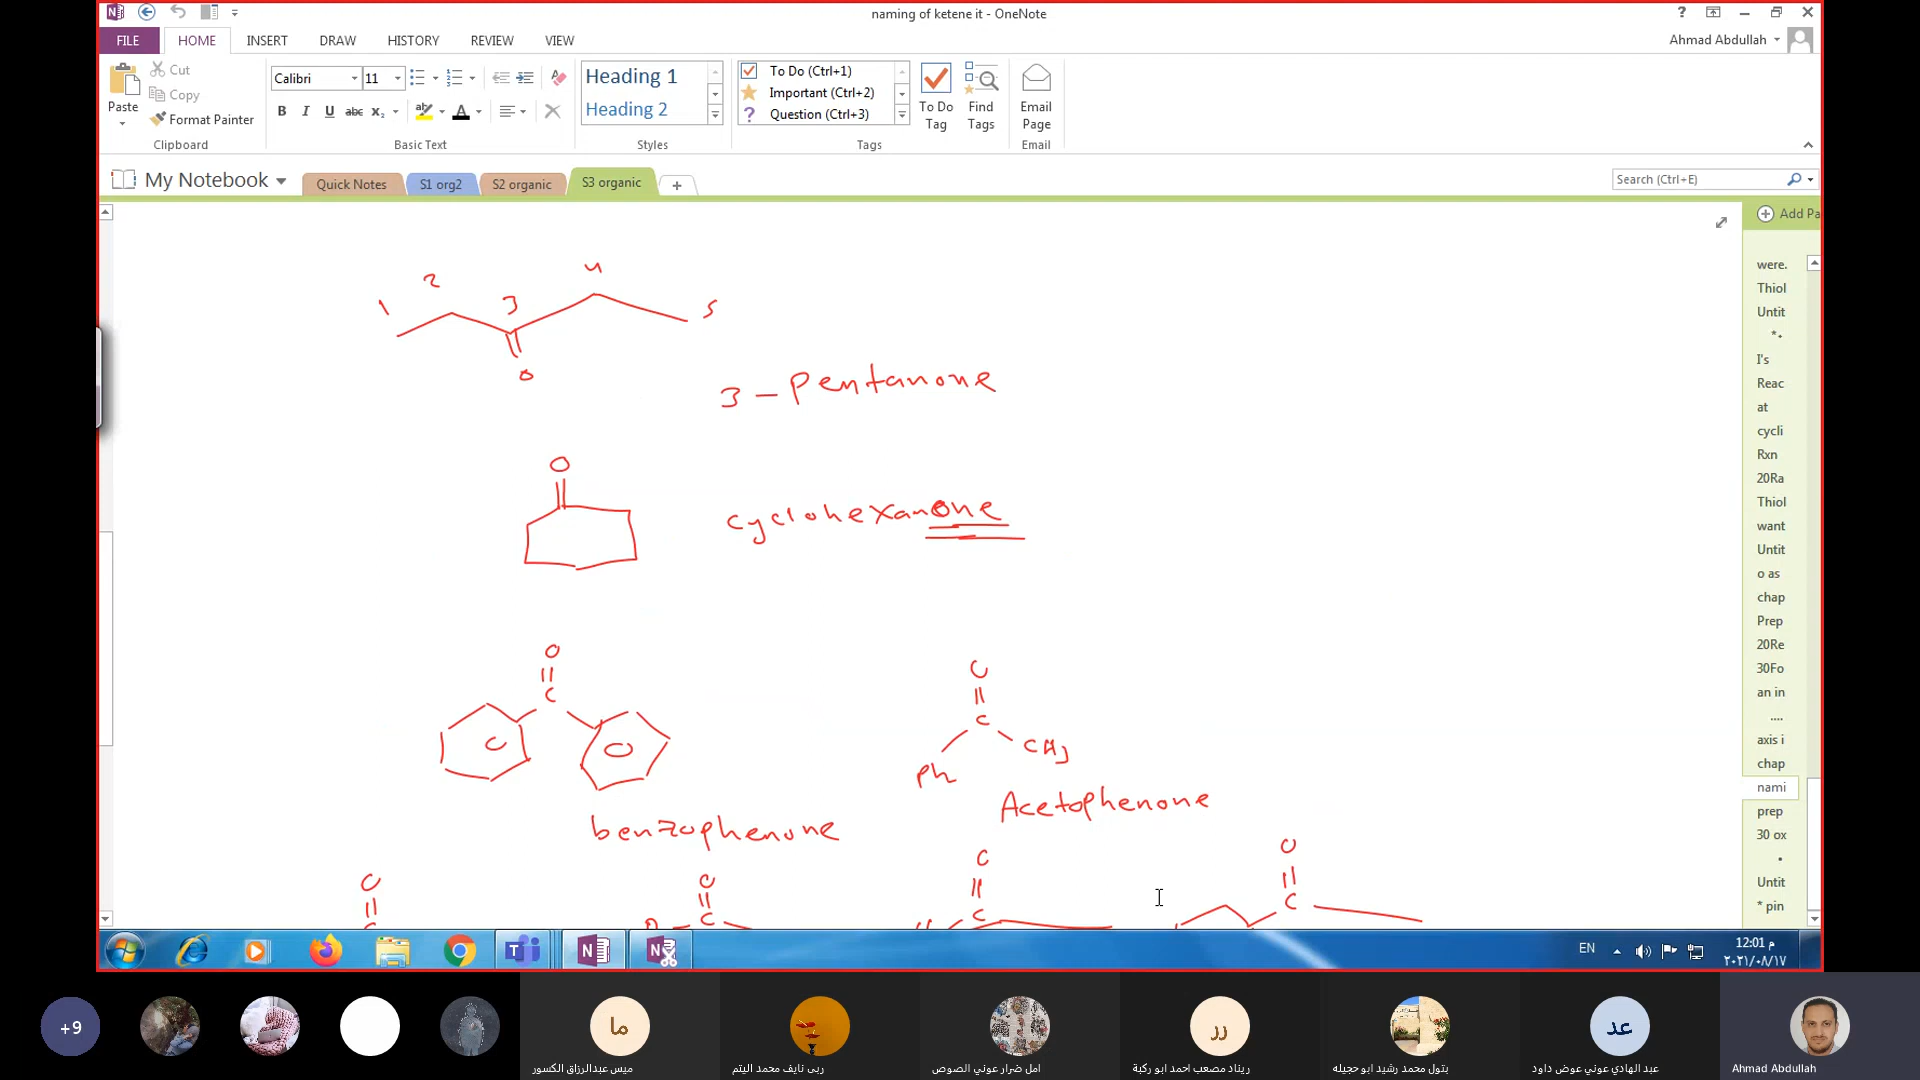 naming of ketene it - OneNote
FILE HOME INSERT DRAW HISTORY REVIEW VIEW
Ahmad Abdullah
Paste
Cut
Copy
Format Painter
Clipboard
Calibri 11
B I U abc X₂ A
Basic Text
Heading 1
Heading 2
Styles
To Do (Ctrl+1)
Important (Ctrl+2)
Question (Ctrl+3)
To Do Tag
Find Tags
Tags
Email Page
Email
My Notebook
Quick Notes S1 org2 S2 organic S3 organic
Search (Ctrl+E)
Add Pa
were.
Thiol
Untit
*
I's
Reac
at
cycli
Rxn
20Ra
Thiol
want
Untit
o as
chap
Prep
20Re
30Fo
an in
....
axis i
chap
nami
prep
30 ox
•
Untit
* pin
1 2 3 4 5
O
3 - Pentanone
O
cyclohexanone
O
C
benzophenone
O
C
Ph CH3
Acetophenone
O
C
O
C
O
C
O
C
EN
12:01 م
٢٠٢١/٠٨/١٧
+9
ما
ميس عبدالرزاق الكسور
ربى نايف محمد اليتم
امل ضرار عوني الصوص
رر
ريناد مصعب احمد ابو ركبة
بتول محمد رشيد ابو حجيله
عد
عبد الهادي عوني عوض داود
Ahmad Abdullah